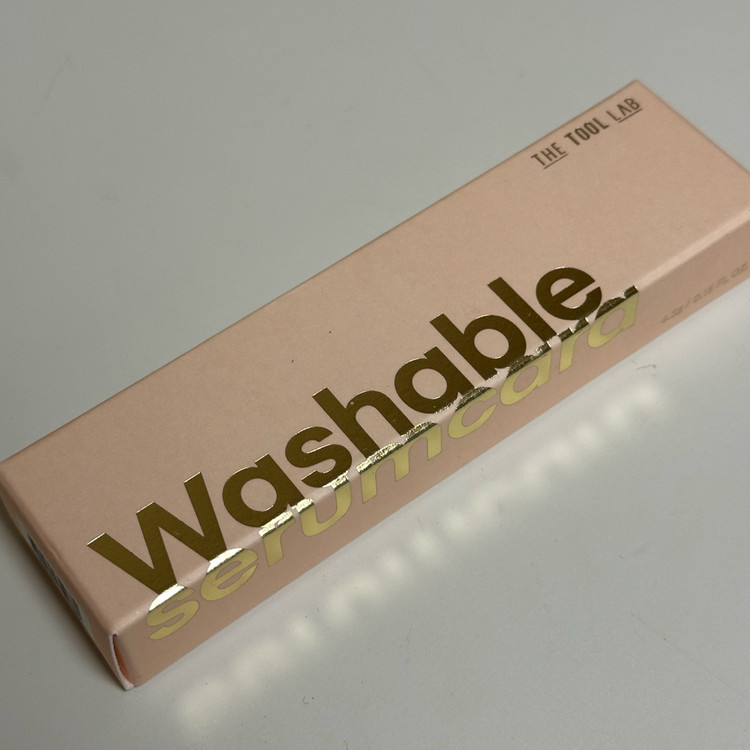 THE TOOL LAB
Washable
serumcara